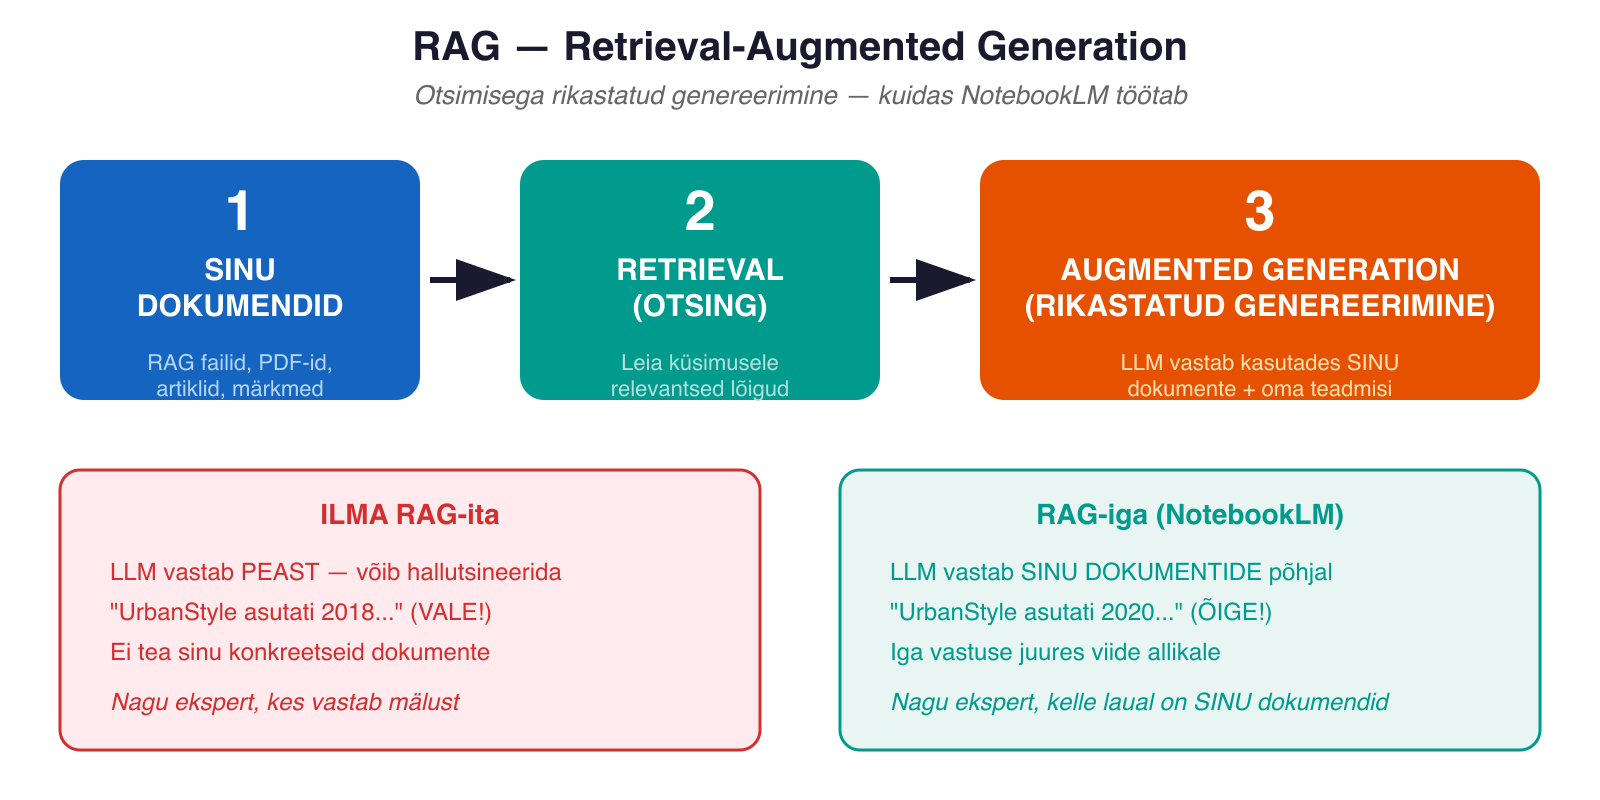 RAG — Retrieval-Augmented Generation
Otsimisega rikastatud genereerimine — kuidas NotebookLM töötab
1
SINU
DOKUMENDID
RAG failid, PDF-id,
artiklid, märkmed
2
RETRIEVAL
(OTSING)
Leia küsimusele
relevantsed lõigud
3
AUGMENTED GENERATION
(RIKASTATUD GENEREERIMINE)
LLM vastab kasutades SINU
dokumente + oma teadmisi
ILMA RAG-ita
LLM vastab PEAST — võib hallutsineerida
"UrbanStyle asutati 2018..." (VALE!)
Ei tea sinu konkreetseid dokumente
Nagu ekspert, kes vastab mälust
RAG-iga (NotebookLM)
LLM vastab SINU DOKUMENTIDE põhjal
"UrbanStyle asutati 2020..." (ÕIGE!)
Iga vastuse juures viide allikale
Nagu ekspert, kelle laual on SINU dokumendid